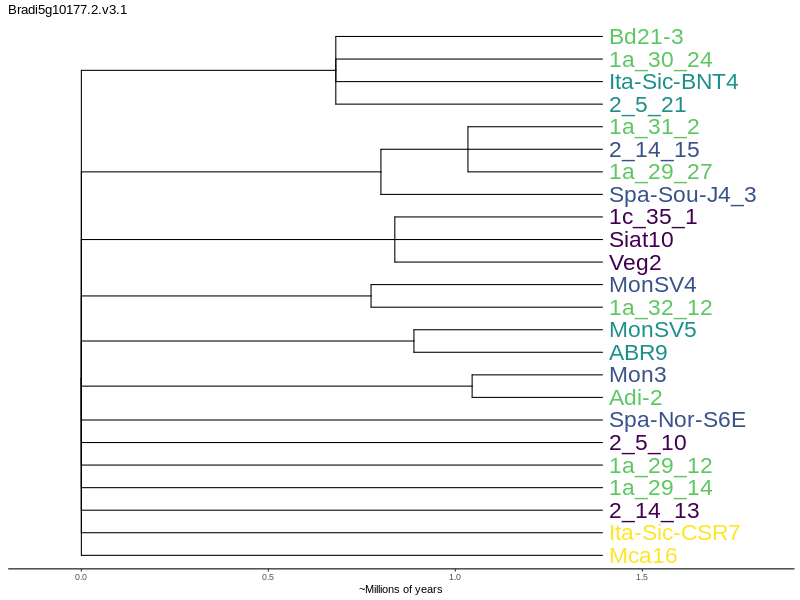 Bradi5g10177.2.v3.1
Bd21-3
1a_30_24
Ita-Sic-BNT4
2_5_21
1a_31_2
2_14_15
1a_29_27
Spa-Sou-J4_3
1c_35_1
Siat10
Veg2
MonSV4
1a_32_12
MonSV5
ABR9
Mon3
Adi-2
Spa-Nor-S6E
2_5_10
1a_29_12
1a_29_14
2_14_13
Ita-Sic-CSR7
Mca16
0.0 0.5 1.0 1.5
~Millions of years